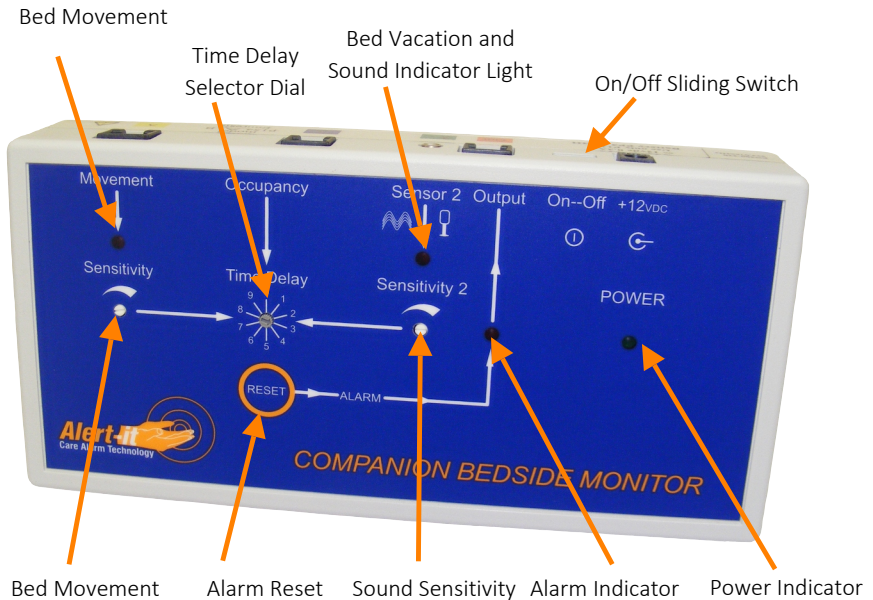 Bed Movement
Time Delay
Selector Dial
Bed Vacation and
Sound Indicator Light
On/Off Sliding Switch
Movement
Occupancy
Sensor 2
Output
On--Off
+12VDC
Sensitivity
Time Delay
9 1
8 2
7 3
6 5 4
Sensitivity 2
POWER
RESET
ALARM
Alert-it
Care Alarm Technology
COMPANION BEDSIDE MONITOR
Bed Movement
Alarm Reset
Sound Sensitivity
Alarm Indicator
Power Indicator